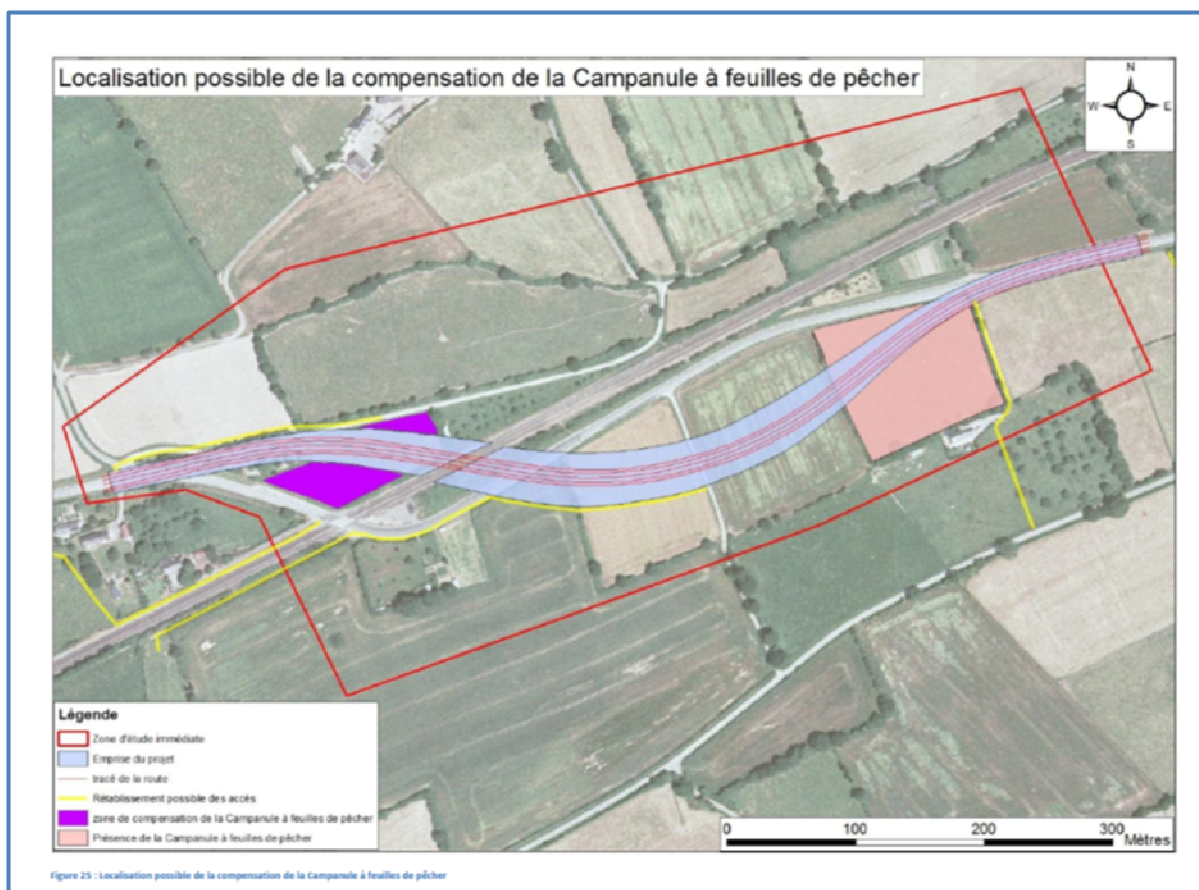 Localisation possible de la compensation de la Campanule à feuilles de pêcher
N
W E
S
Légende
Zone d'étude immédiate
Emprise du projet
tracé de la route
Rétablissement possible des accès
zone de compensation de la Campanule à feuilles de pêcher
Présence de la Campanule à feuilles de pêcher
0 100 200 300
Mètres
Figure 25 : Localisation possible de la compensation de la Campanule à feuilles de pêcher